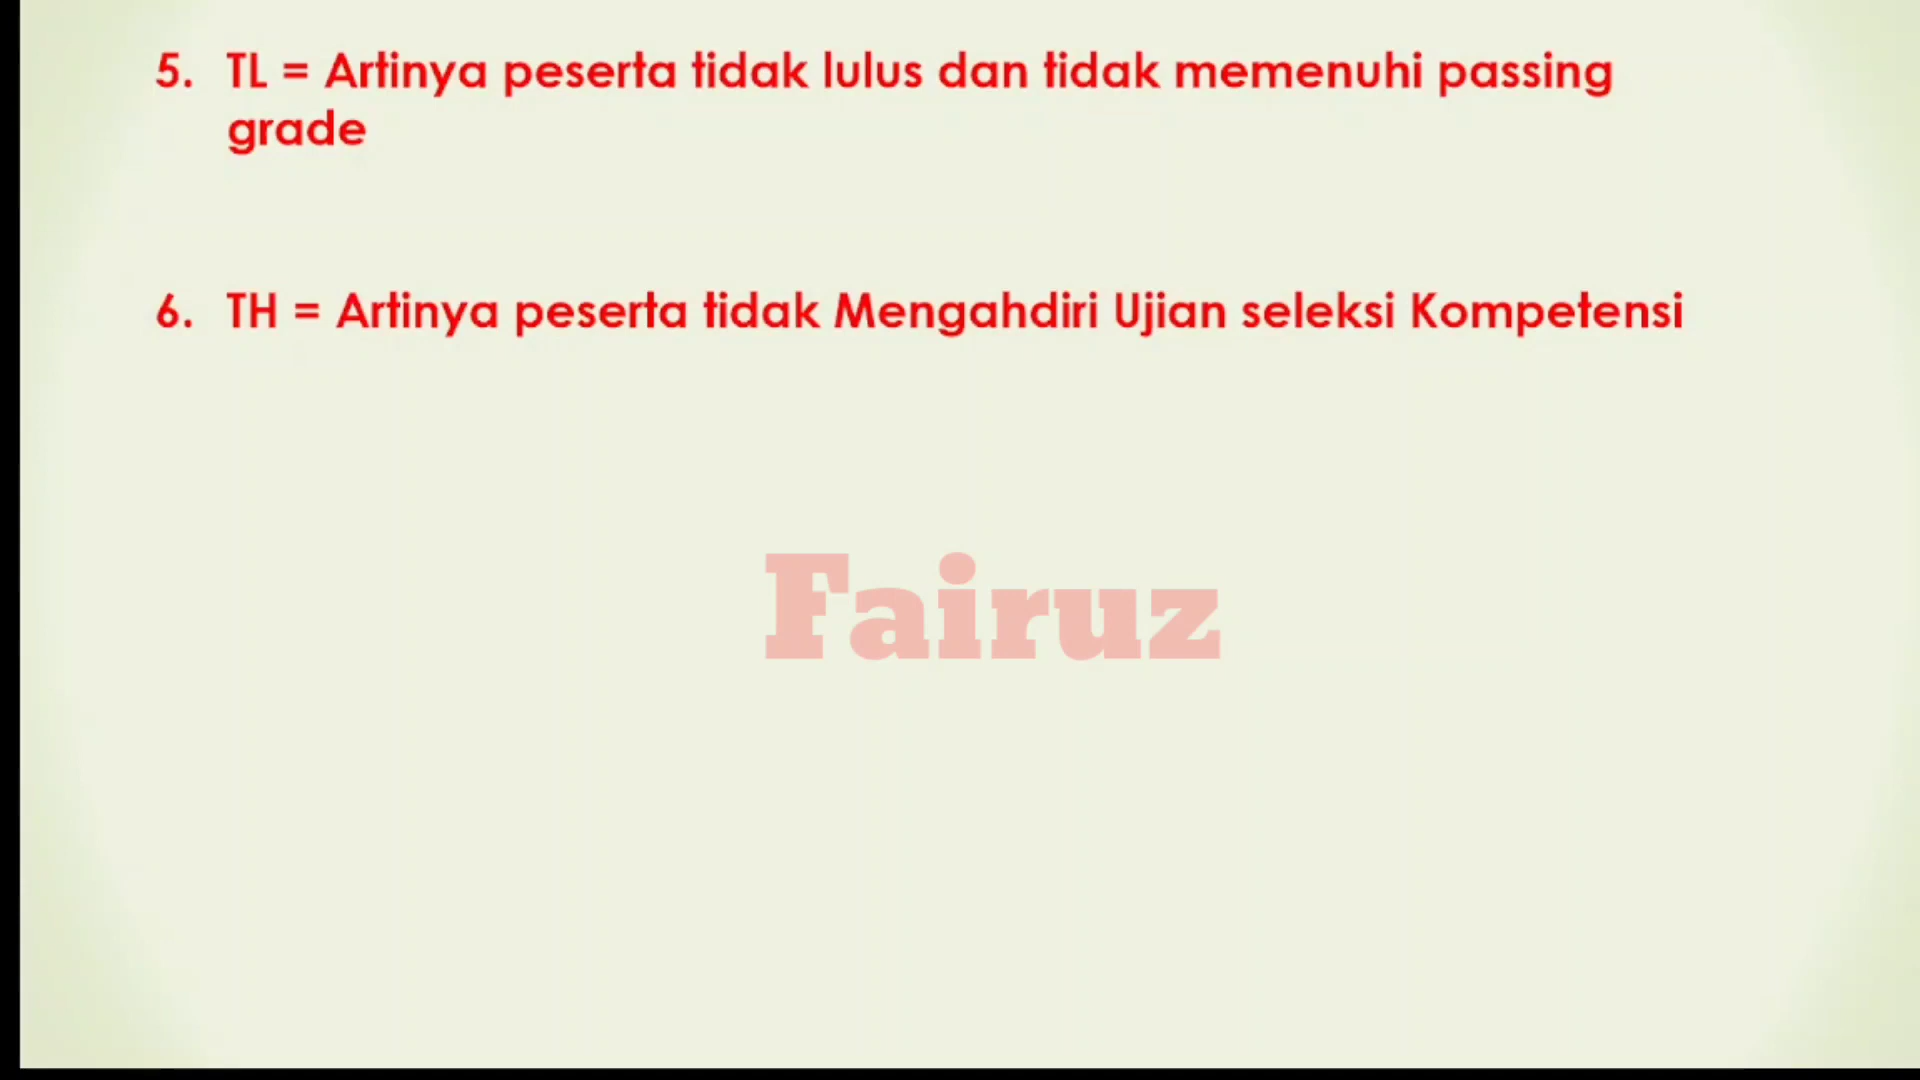 5. TL = Artinya peserta tidak lulus dan tidak memenuhi passing
grade
6. TH = Artinya peserta tidak Mengahdiri Ujian seleksi Kompetensi
Fairuz